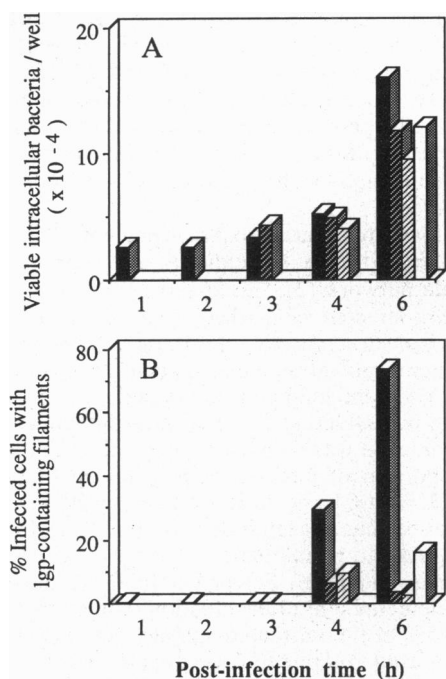 A
Viable intracellular bacteria / well
( x 10 - 4 )
20
10
0
1 2 3 4 6
B
% Infected cells with
lgp-containing filaments
80
60
40
20
0
1 2 3 4 6
Post-infection time (h)